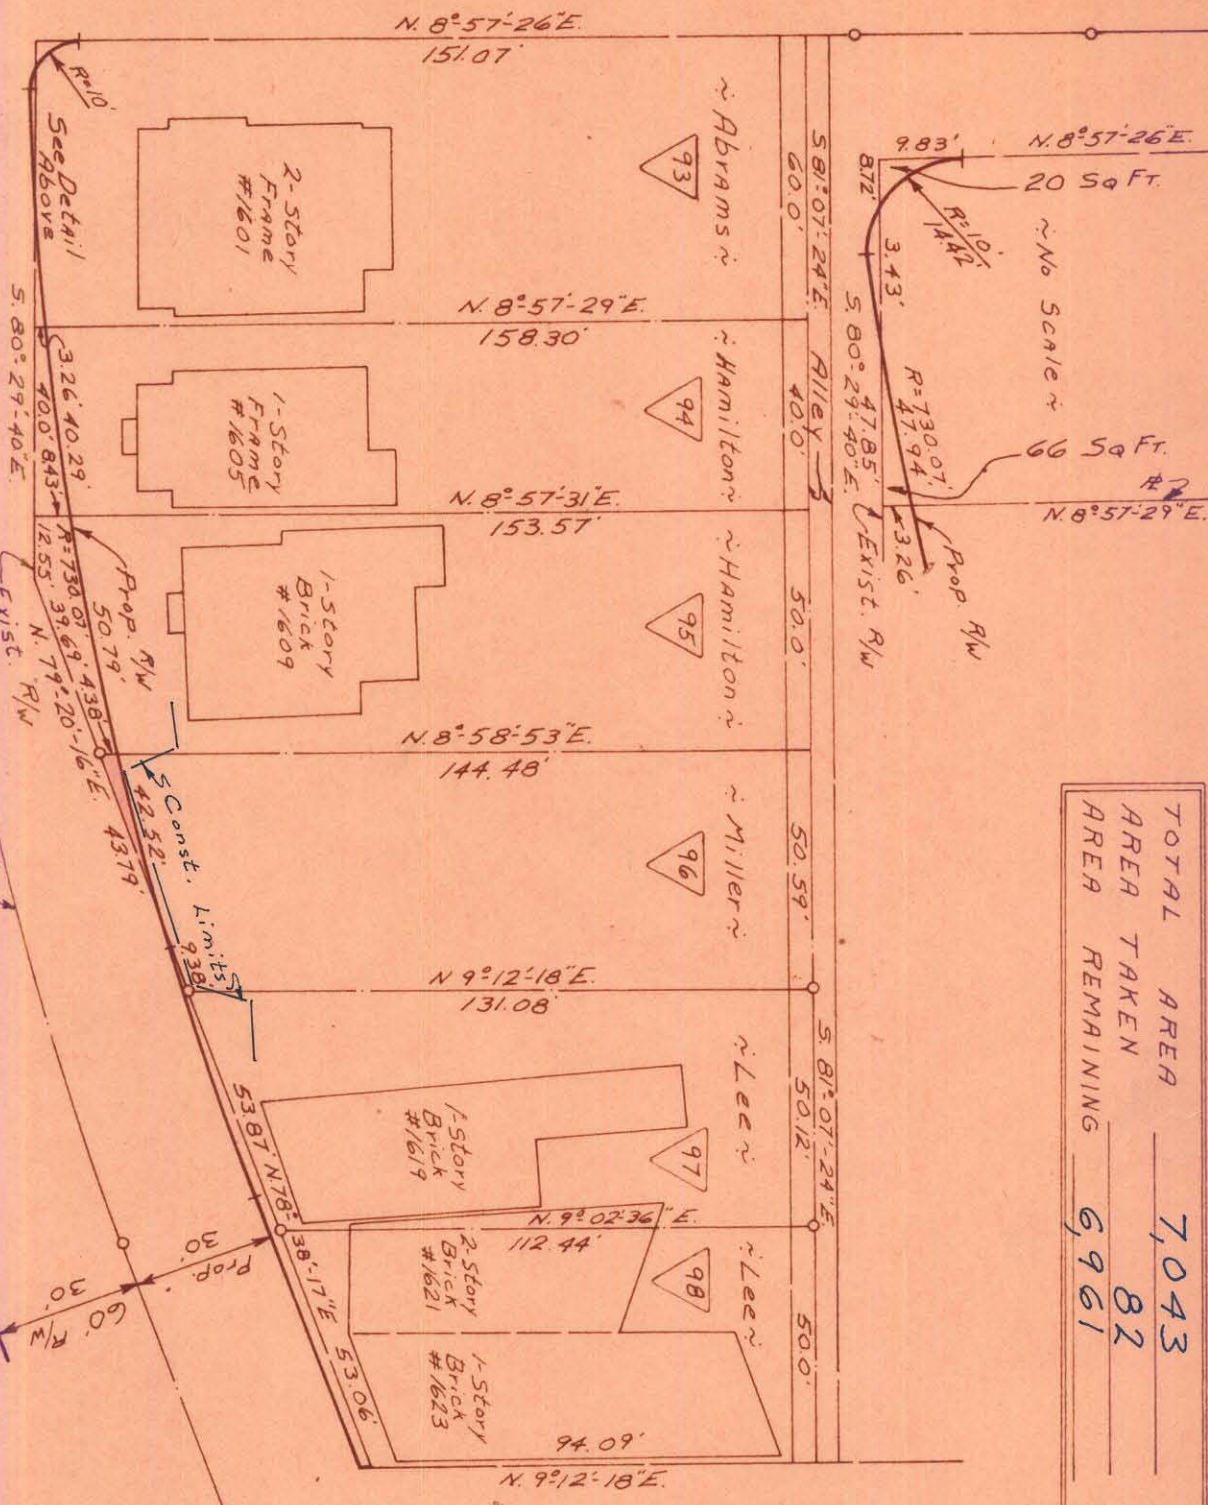 N. 8°-57'-26"E.
151.07'
R=10'
See Detail
Above
2-Story
Frame
#1601
93
~ Abrams ~
S 81°-07'-24"E.
60.0'
N. 8°-57'-29"E.
158.30'
S. 80°-29'-40"E.
3.26'
40.29'
40.0'
8.43'
1-Story
Frame
#1605
94
~ Hamilton ~
40.0'
Alley
N. 8°-57'-31"E.
153.57'
R=730.07'
12.55'
39.69'
4.38'
50.79'
Prop. R/W
N. 79°-20'-16"E.
Exist. R/W
1-Story
Brick
#1609
95
~ Hamilton ~
50.0'
N. 8°-58'-53"E.
144.48'
Const. Limits
42.52'
43.79'
9.38'
96
~ Miller ~
50.59'
N 9°-12'-18"E.
131.08'
S. 81°-07'-24"E
50.12'
~ Lee ~
97
1-Story
Brick
#1619
53.87'
N. 78°-38'-17"E
N. 9°-02'-36"E.
112.44'
2-Story
Brick
#1621
98
~ Lee ~
50.0'
1-Story
Brick
#1623
53.06'
94.09'
N. 9°-12'-18"E.
30'
Prop.
30'
60'
R/W
9.83'
N. 8°-57'-26"E.
8.72'
20 Sq Ft.
R=10'
14.42'
~ No Scale ~
3.43'
S. 80°-29'-40"E.
47.85'
R=730.07'
47.94'
66 Sq Ft.
N. 8°-57'-29"E.
3.26'
Exist. R/W
Prop. R/W
TOTAL AREA 7,043
AREA TAKEN 82
AREA REMAINING 6,961